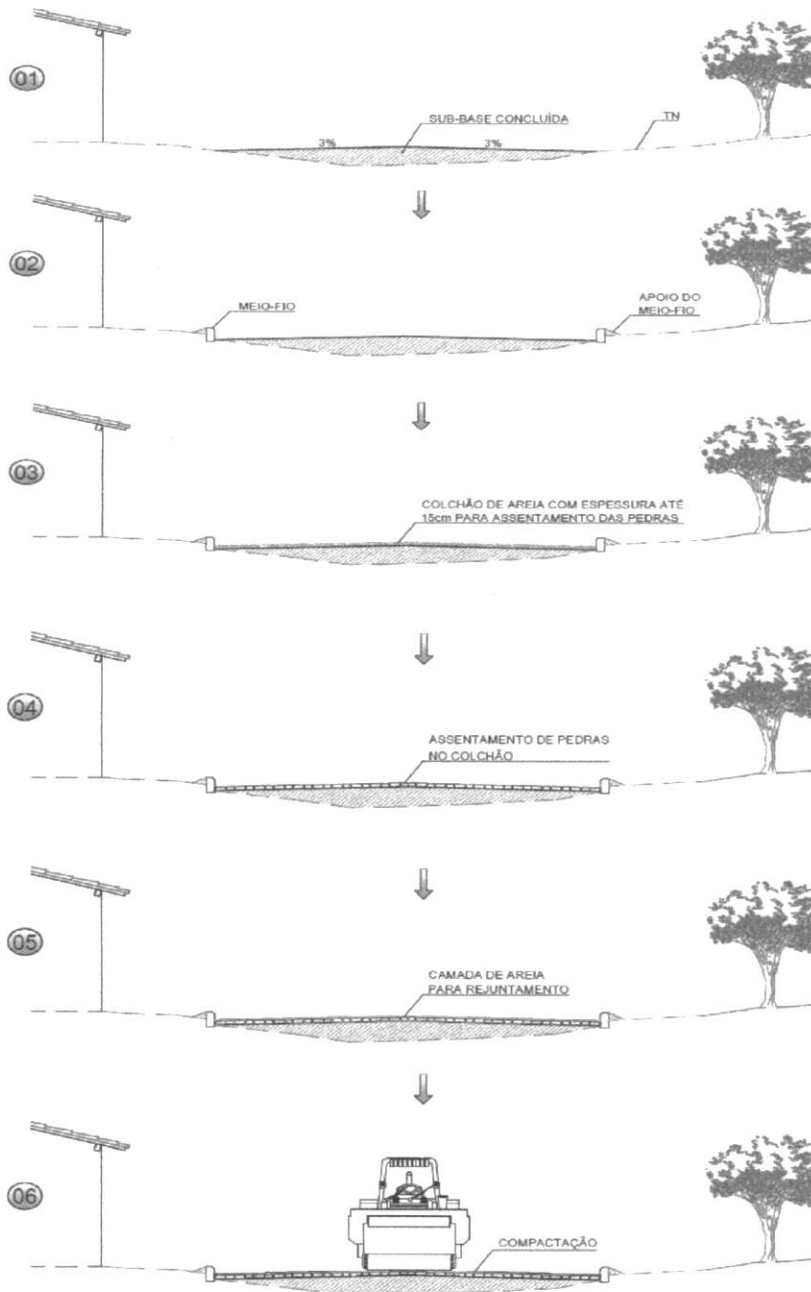 01
SUB-BASE CONCLUÍDA
TN
3%
3%
02
MEIO-FIO
APOIO DO
MEIO-FIO
03
COLCHÃO DE AREIA COM ESPESSURA ATÉ
15cm PARA ASSENTAMENTO DAS PEDRAS
04
ASSENTAMENTO DE PEDRAS
NO COLCHÃO
05
CAMADA DE AREIA
PARA REJUNTAMENTO
06
COMPACTAÇÃO